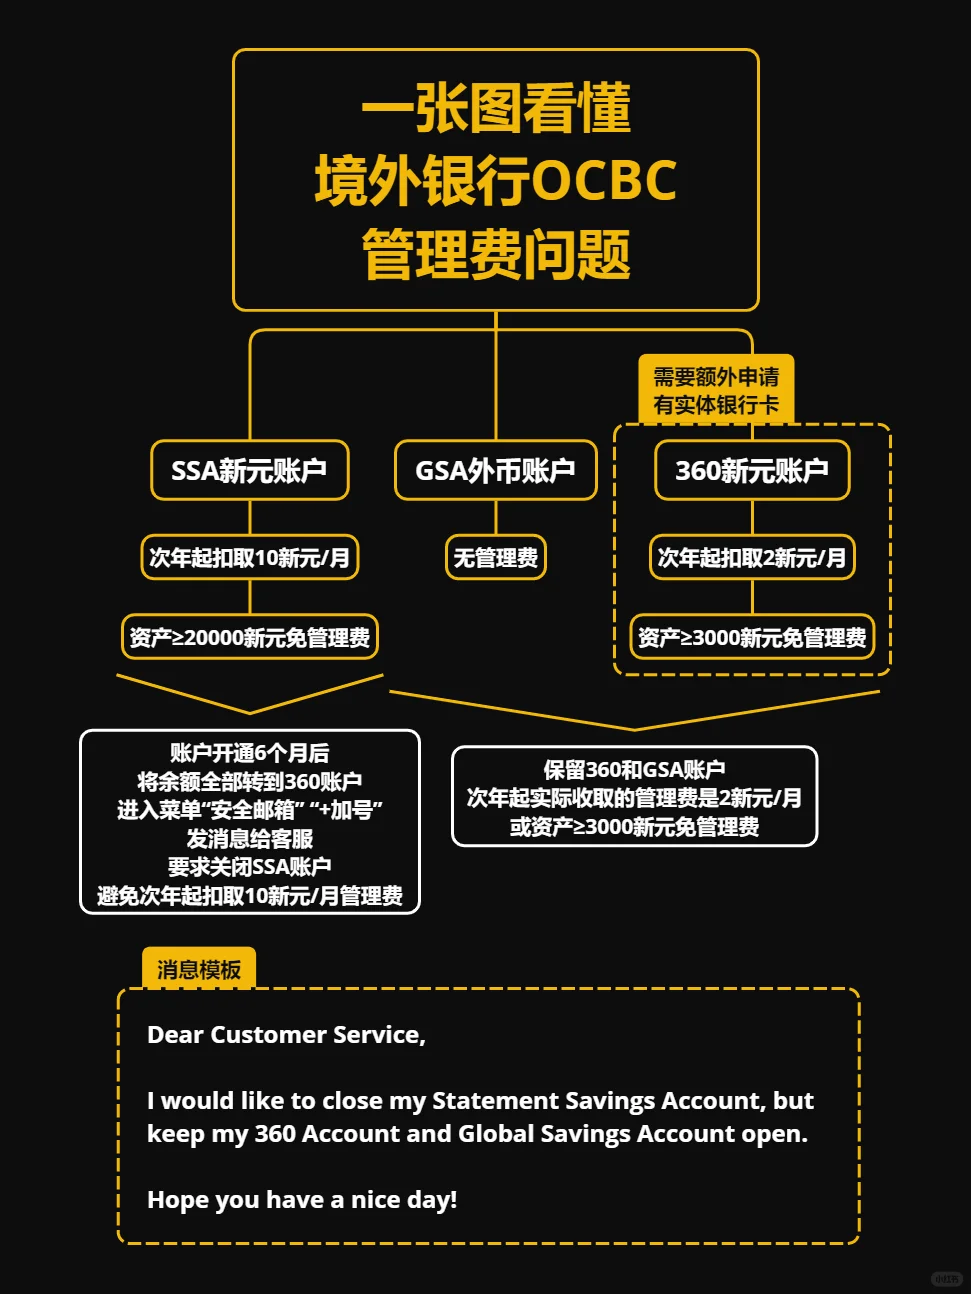 一张图看懂
境外银行OCBC
管理费问题
需要额外申请
有实体银行卡
SSA新元账户
GSA外币账户
360新元账户
次年起扣取10新元/月
无管理费
次年起扣取2新元/月
资产≥20000新元免管理费
资产≥3000新元免管理费
账户开通6个月后
将余额全部转到360账户
进入菜单“安全邮箱” “+加号”
发消息给客服
要求关闭SSA账户
避免次年起扣取10新元/月管理费
保留360和GSA账户
次年起实际收取的管理费是2新元/月
或资产≥3000新元免管理费
消息模板
Dear Customer Service,
I would like to close my Statement Savings Account, but
keep my 360 Account and Global Savings Account open.
Hope you have a nice day!
小红书